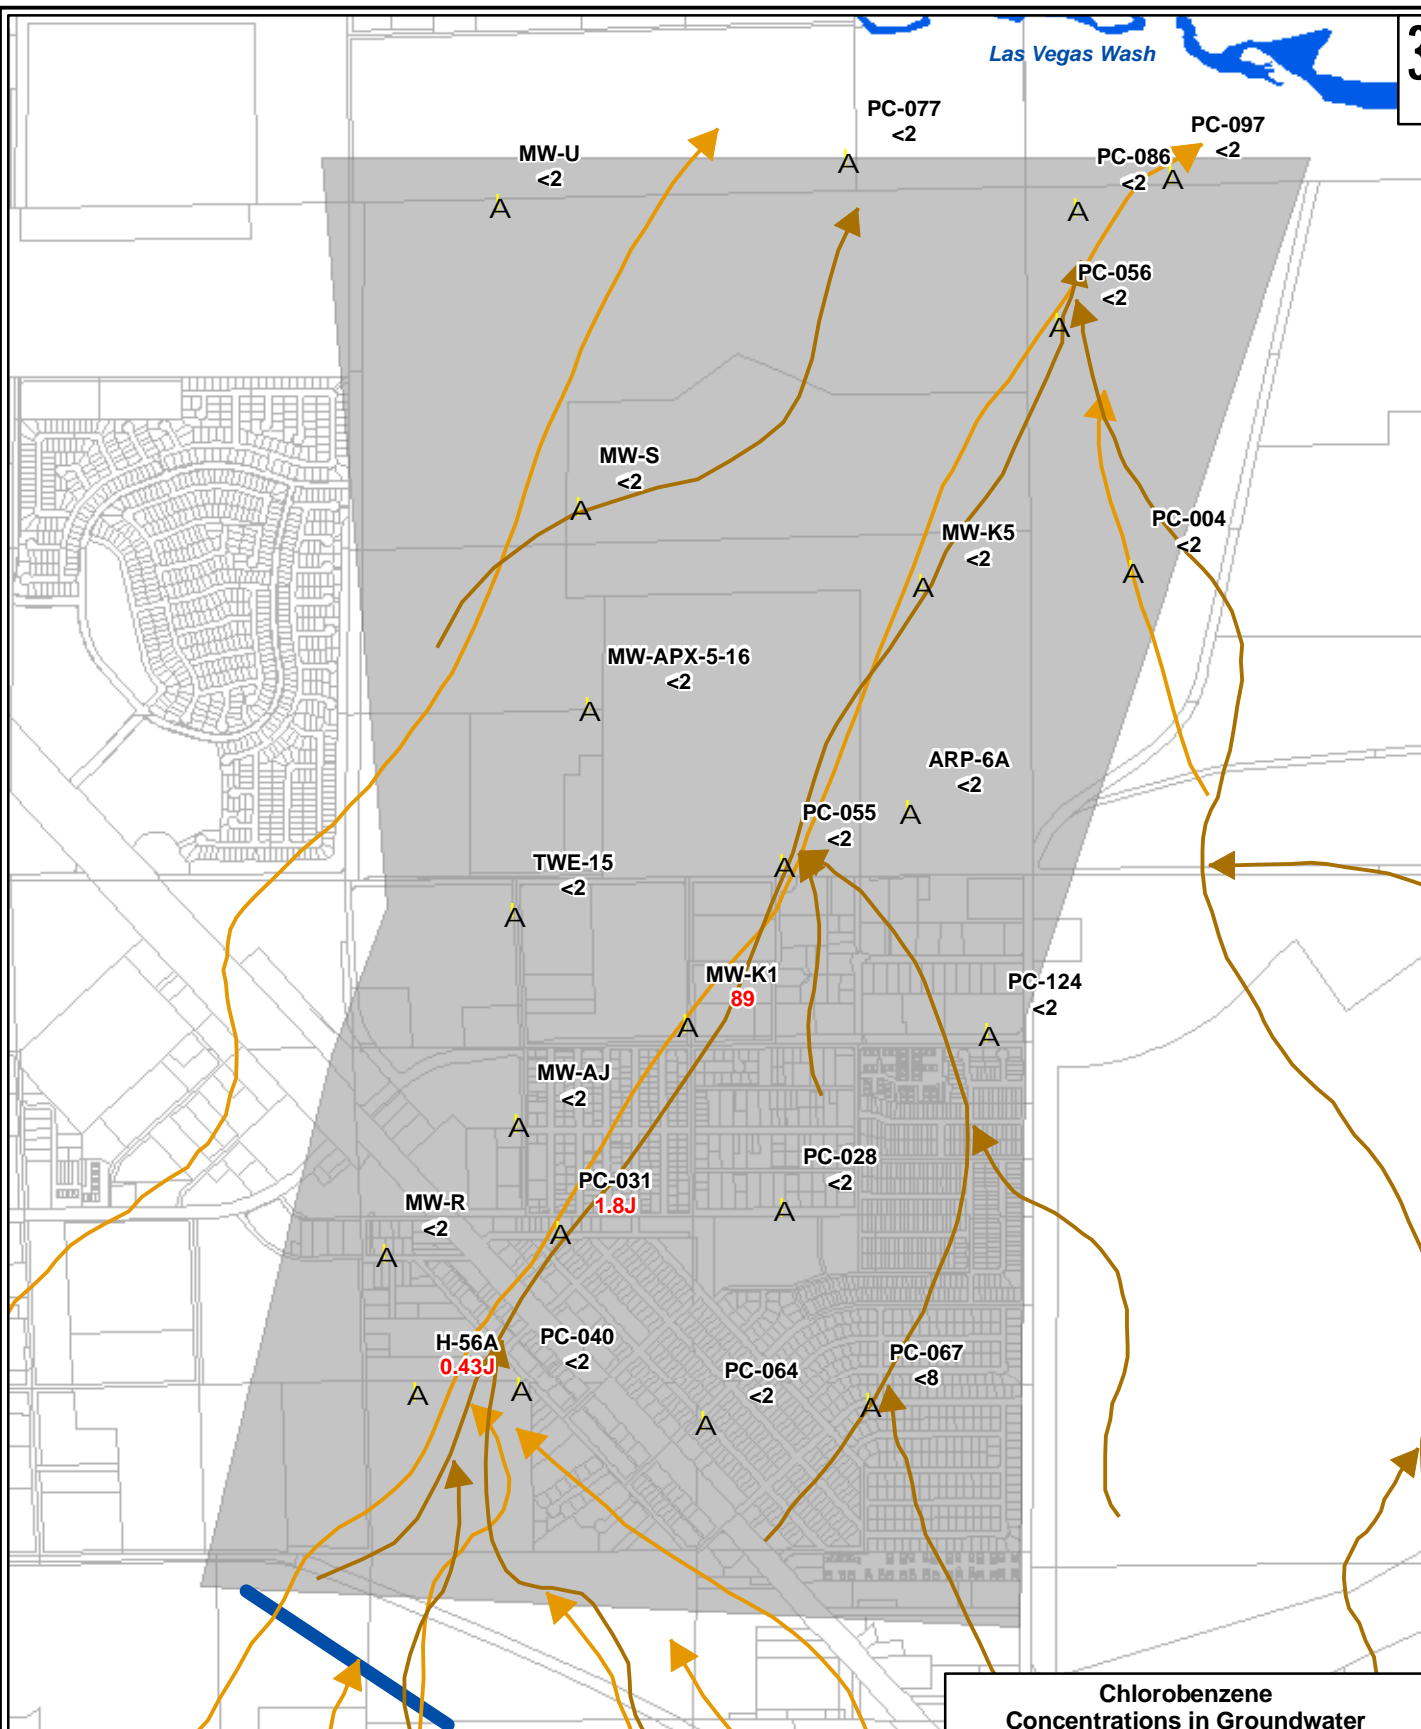 3
Las Vegas Wash
PC-077
<2
PC-097
<2
MW-U
<2
PC-086
<2
A
A
A
A
PC-056
<2
A
MW-S
<2
A
PC-004
<2
MW-K5
<2
A
A
MW-APX-5-16
<2
A
ARP-6A
<2
A
PC-055
<2
A
TWE-15
<2
A
MW-K1
89
A
PC-124
<2
A
MW-AJ
<2
A
PC-028
<2
A
PC-031
1.8J
A
MW-R
<2
A
H-56A
0.43J
A
PC-040
<2
A
PC-064
<2
A
PC-067
<8
A
Chlorobenzene
Concentrations in Groundwater